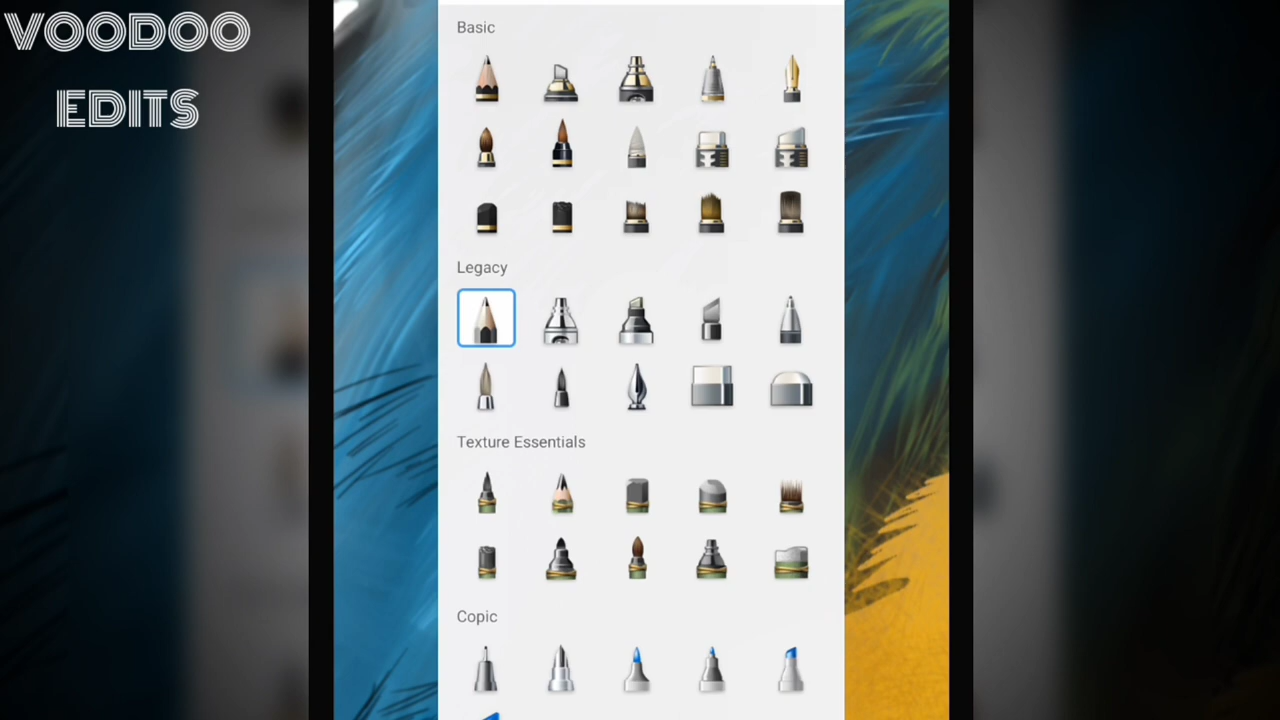 VOODOO
EDITS
Basic
Legacy
Texture Essentials
Copic